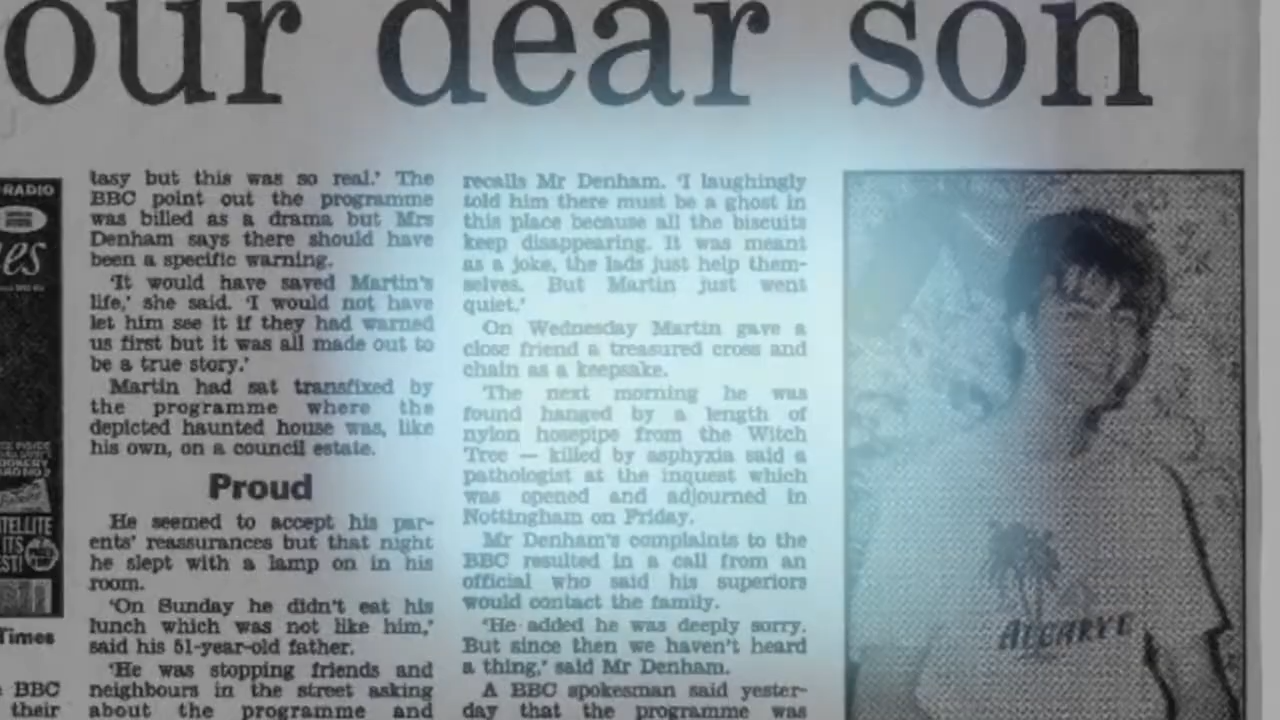 our dear son
RADIO
es
TELLITE
ITS
EST!
Times
BBC
their
tasy but this was so real.' The
BBC point out the programme
was billed as a drama but Mrs
Denham says there should have
been a specific warning.
'It would have saved Martin's
life,' she said. 'I would not have
let him see it if they had warned
us first but it was all made out to
be a true story.'
Martin had sat transfixed by
the programme where the
depicted haunted house was, like
his own, on a council estate.
Proud
He seemed to accept his par-
ents' reassurances but that night
he slept with a lamp on in his
room.
'On Sunday he didn't eat his
lunch which was not like him,'
said his 51-year-old father.
'He was stopping friends and
neighbours in the street asking
about the programme and
recalls Mr Denham. 'I laughingly
told him there must be a ghost in
this place because all the biscuits
keep disappearing. It was meant
as a joke, the lads just help them-
selves. But Martin just went
quiet.'
On Wednesday Martin gave a
close friend a treasured cross and
chain as a keepsake.
'The next morning he was
found hanged by a length of
nylon hosepipe from the Witch
Tree — killed by asphyxia said a
pathologist at the inquest which
was opened and adjourned in
Nottingham on Friday.
Mr Denham's complaints to the
BBC resulted in a call from an
official who said his superiors
would contact the family.
'He added he was deeply sorry.
But since then we haven't heard
a thing,' said Mr Denham.
A BBC spokesman said yester-
day that the programme was
ALGARVE